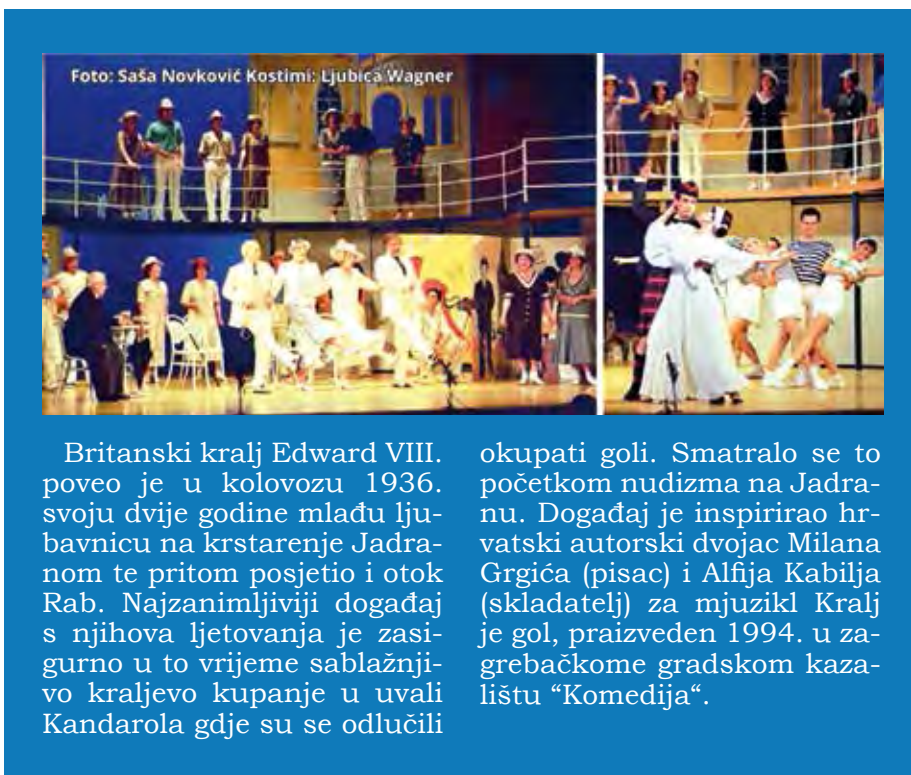 Foto: Saša Novković Kostimi: Ljubica Wagner
Britanski kralj Edward VIII.
poveo je u kolovozu 1936.
svoju dvije godine mlađu lju-
bavnicu na krstarenje Jadra-
nom te pritom posjetio i otok
Rab. Najzanimljiviji događaj
s njihova ljetovanja je zasi-
gurno u to vrijeme sablažnji-
vo kraljevo kupanje u uvali
Kandarola gdje su se odlučili
okupati goli. Smatralo se to
početkom nudizma na Jadra-
nu. Događaj je inspirirao hr-
vatski autorski dvojac Milana
Grgića (pisac) i Alfija Kabilja
(skladatelj) za mjuzikl Kralj
je gol, praizveden 1994. u za-
grebačkome gradskom kaza-
lištu “Komedija“.